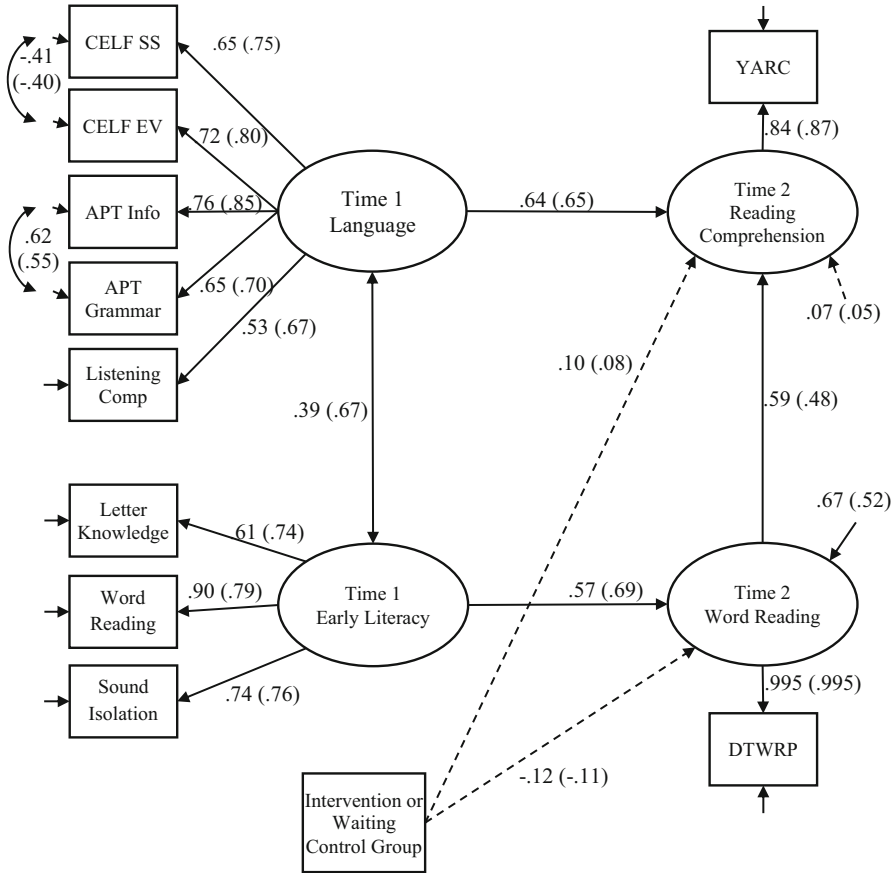 CELF SS
-.41
(-.40)
CELF EV
APT Info
.62
(.55)
APT
Grammar
Listening
Comp
.65 (.75)
.72 (.80)
.76 (.85)
.65 (.70)
.53 (.67)
Time 1
Language
.64 (.65)
YARC
.84 (.87)
Time 2
Reading
Comprehension
.07 (.05)
.10 (.08)
.59 (.48)
.39 (.67)
Letter
Knowledge
Word
Reading
Sound
Isolation
.61 (.74)
.90 (.79)
.74 (.76)
Time 1
Early Literacy
.57 (.69)
.67 (.52)
Time 2
Word Reading
.995 (.995)
DTWRP
-.12 (-.11)
Intervention or
Waiting
Control Group